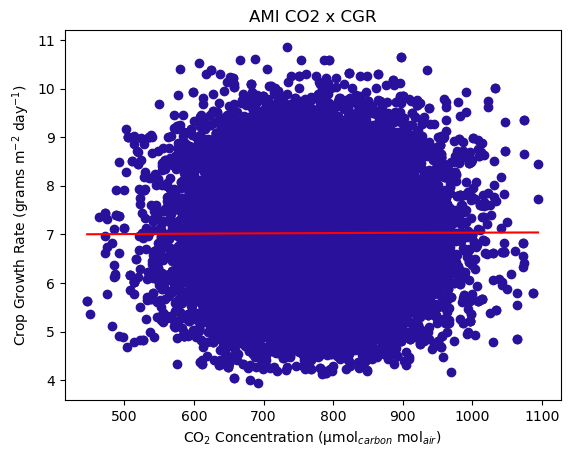 AMI CO2 x CGR
Crop Growth Rate (grams m⁻² day⁻¹)
11
10
9
8
7
6
5
4
500 600 700 800 900 1000 1100
CO₂ Concentration (μmol_carbon mol_air)